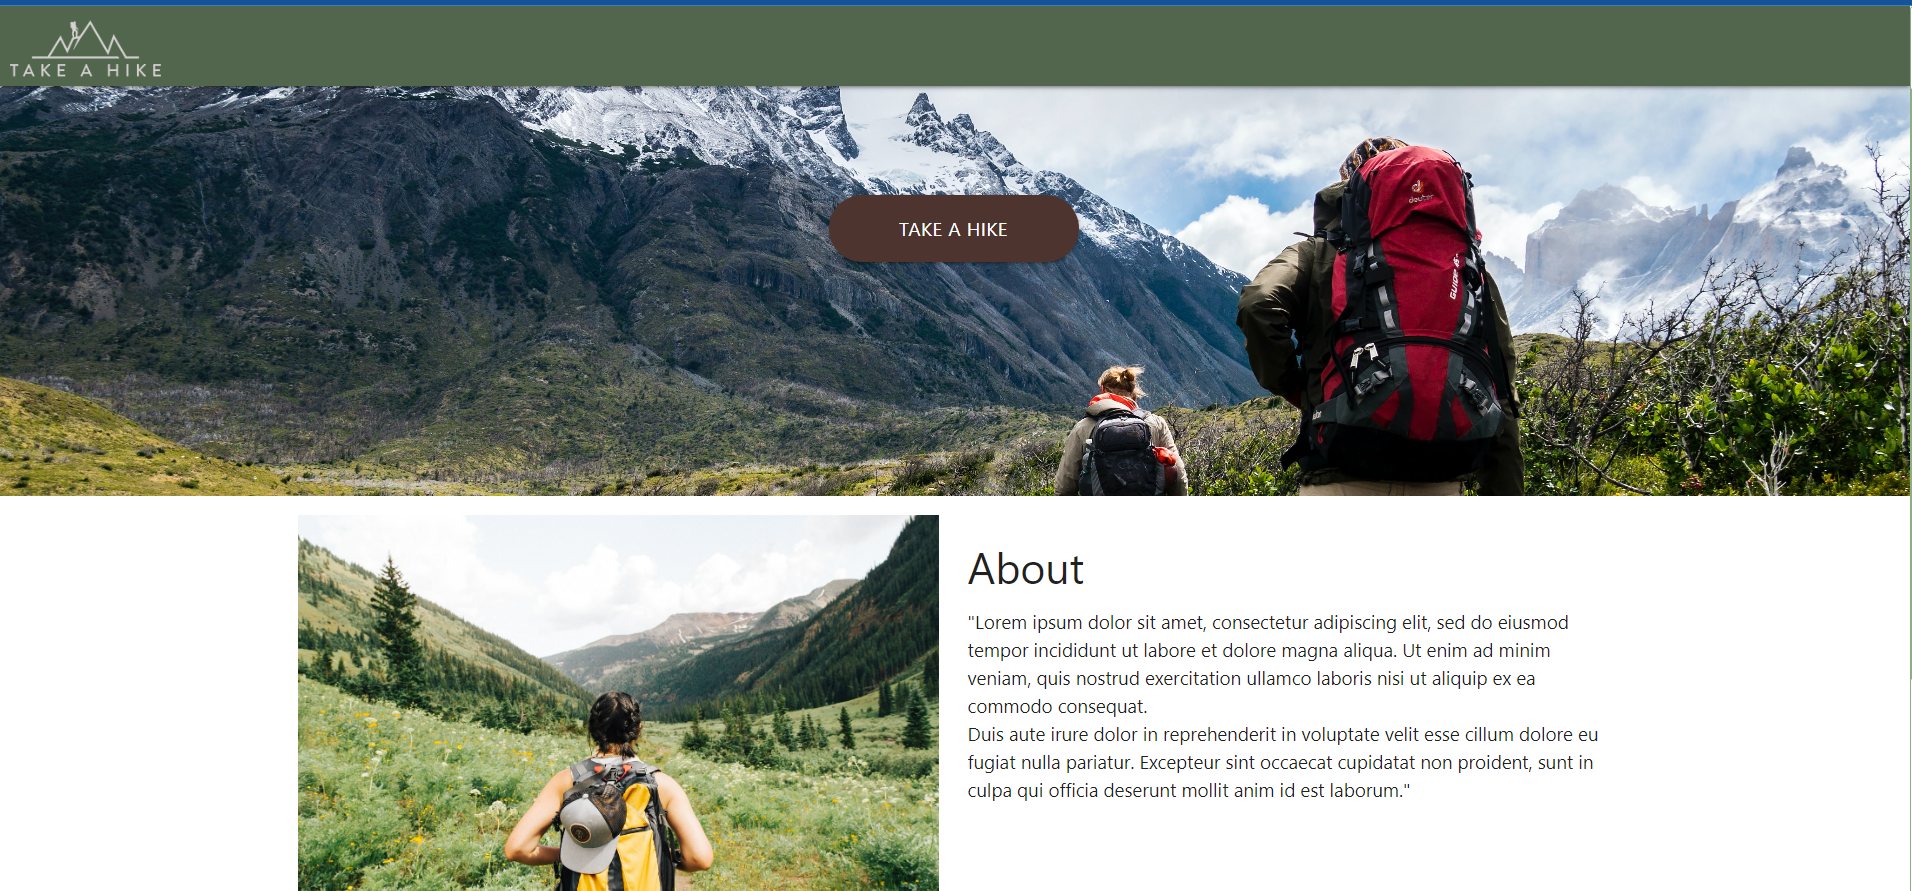 TAKE A HIKE
TAKE A HIKE
deuter
GUIDE 45+
About
"Lorem ipsum dolor sit amet, consectetur adipiscing elit, sed do eiusmod
tempor incididunt ut labore et dolore magna aliqua. Ut enim ad minim
veniam, quis nostrud exercitation ullamco laboris nisi ut aliquip ex ea
commodo consequat.
Duis aute irure dolor in reprehenderit in voluptate velit esse cillum dolore eu
fugiat nulla pariatur. Excepteur sint occaecat cupidatat non proident, sunt in
culpa qui officia deserunt mollit anim id est laborum."